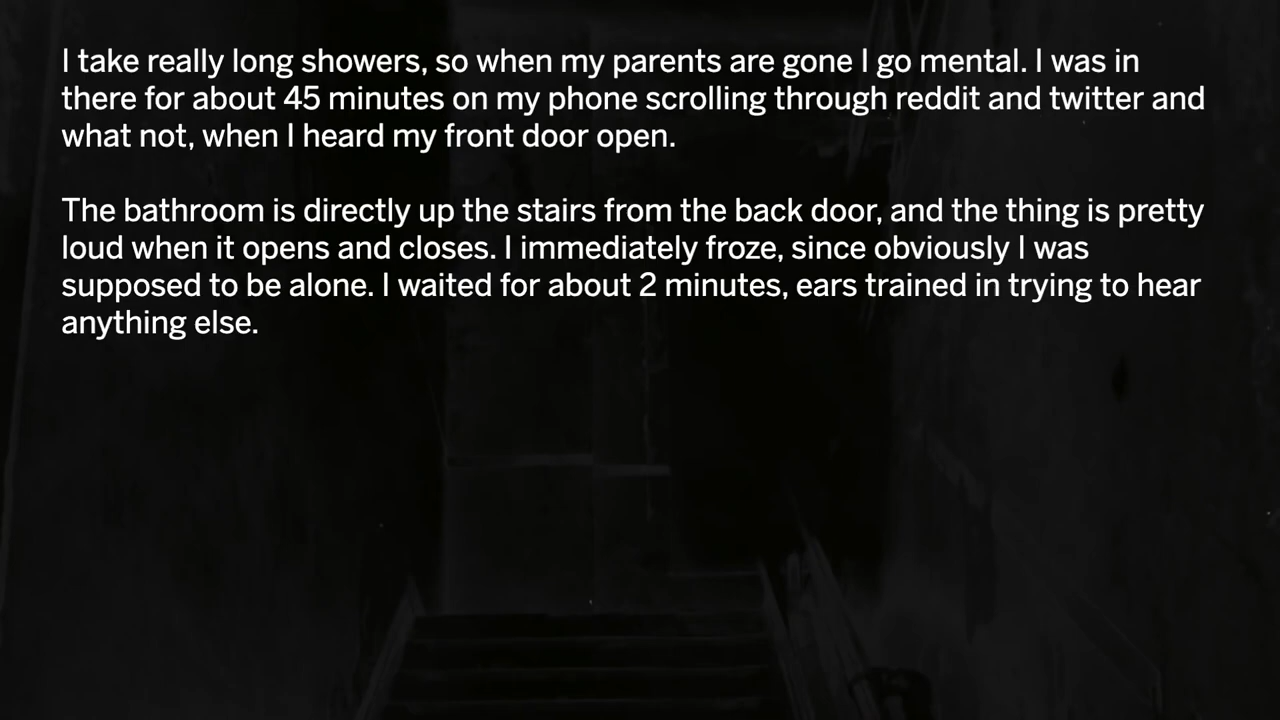 I take really long showers, so when my parents are gone I go mental. I was in
there for about 45 minutes on my phone scrolling through reddit and twitter and
what not, when I heard my front door open.
The bathroom is directly up the stairs from the back door, and the thing is pretty
loud when it opens and closes. I immediately froze, since obviously I was
supposed to be alone. I waited for about 2 minutes, ears trained in trying to hear
anything else.